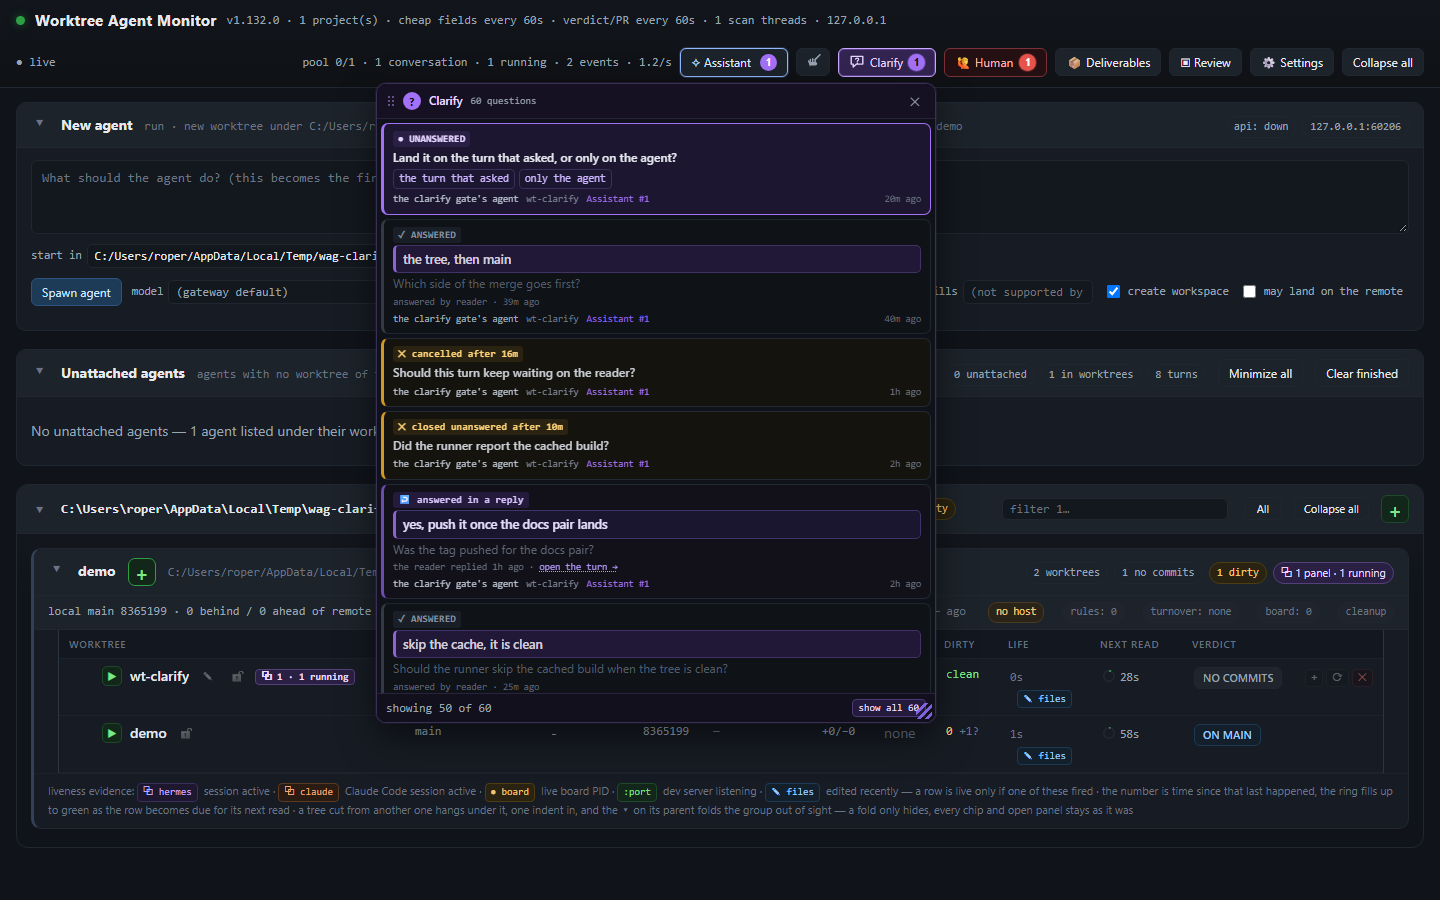 Worktree Agent Monitor v1.132.0 · 1 project(s) · cheap fields every 60s · verdict/PR every 60s · 1 scan threads · 127.0.0.1
● live pool 0/1 · 1 conversation · 1 running · 2 events · 1.2/s Assistant 1 Clarify 1 Human 1 Deliverables Review Settings Collapse all
Clarify 60 questions
New agent run · new worktree under C:/Users/r demo api: down 127.0.0.1:60206
● UNANSWERED
Land it on the turn that asked, or only on the agent?
the turn that asked only the agent
the clarify gate's agent wt-clarify Assistant #1 20m ago
What should the agent do? (this becomes the fir
✓ ANSWERED
the tree, then main
Which side of the merge goes first?
answered by reader · 39m ago
the clarify gate's agent wt-clarify Assistant #1 40m ago
start in C:/Users/roper/AppData/Local/Temp/wag-clari
Spawn agent model (gateway default) ills (not supported by create workspace may land on the remote
✕ cancelled after 16m
Should this turn keep waiting on the reader?
the clarify gate's agent wt-clarify Assistant #1 1h ago
Unattached agents agents with no worktree of 0 unattached 1 in worktrees 8 turns Minimize all Clear finished
✕ closed unanswered after 10m
Did the runner report the cached build?
the clarify gate's agent wt-clarify Assistant #1 2h ago
No unattached agents — 1 agent listed under their work
answered in a reply
yes, push it once the docs pair lands
Was the tag pushed for the docs pair?
the reader replied 1h ago · open the turn →
the clarify gate's agent wt-clarify Assistant #1 2h ago
C:\Users\roper\AppData\Local\Temp\wag-clari ty filter 1… All Collapse all +
✓ ANSWERED
skip the cache, it is clean
Should the runner skip the cached build when the tree is clean?
answered by reader · 25m ago
showing 50 of 60 show all 60
demo + C:/Users/roper/AppData/Local/Tem 2 worktrees 1 no commits 1 dirty 1 panel · 1 running
local main 8365199 · 0 behind / 0 ahead of remote — ago no host rules: 0 turnover: none board: 0 cleanup
WORKTREE DIRTY LIFE NEXT READ VERDICT
wt-clarify 1 · 1 running clean 0s 28s NO COMMITS +
files
demo main – 8365199 — +0/−0 none 0 +1? 1s 58s ON MAIN
files
liveness evidence: hermes session active · claude Claude Code session active · board live board PID · :port dev server listening · files edited recently — a row is live only if one of these fired · the number is time since that last happened, the ring fills up
to green as the row becomes due for its next read · a tree cut from another one hangs under it, one indent in, and the ▾ on its parent folds the group out of sight — a fold only hides, every chip and open panel stays as it was